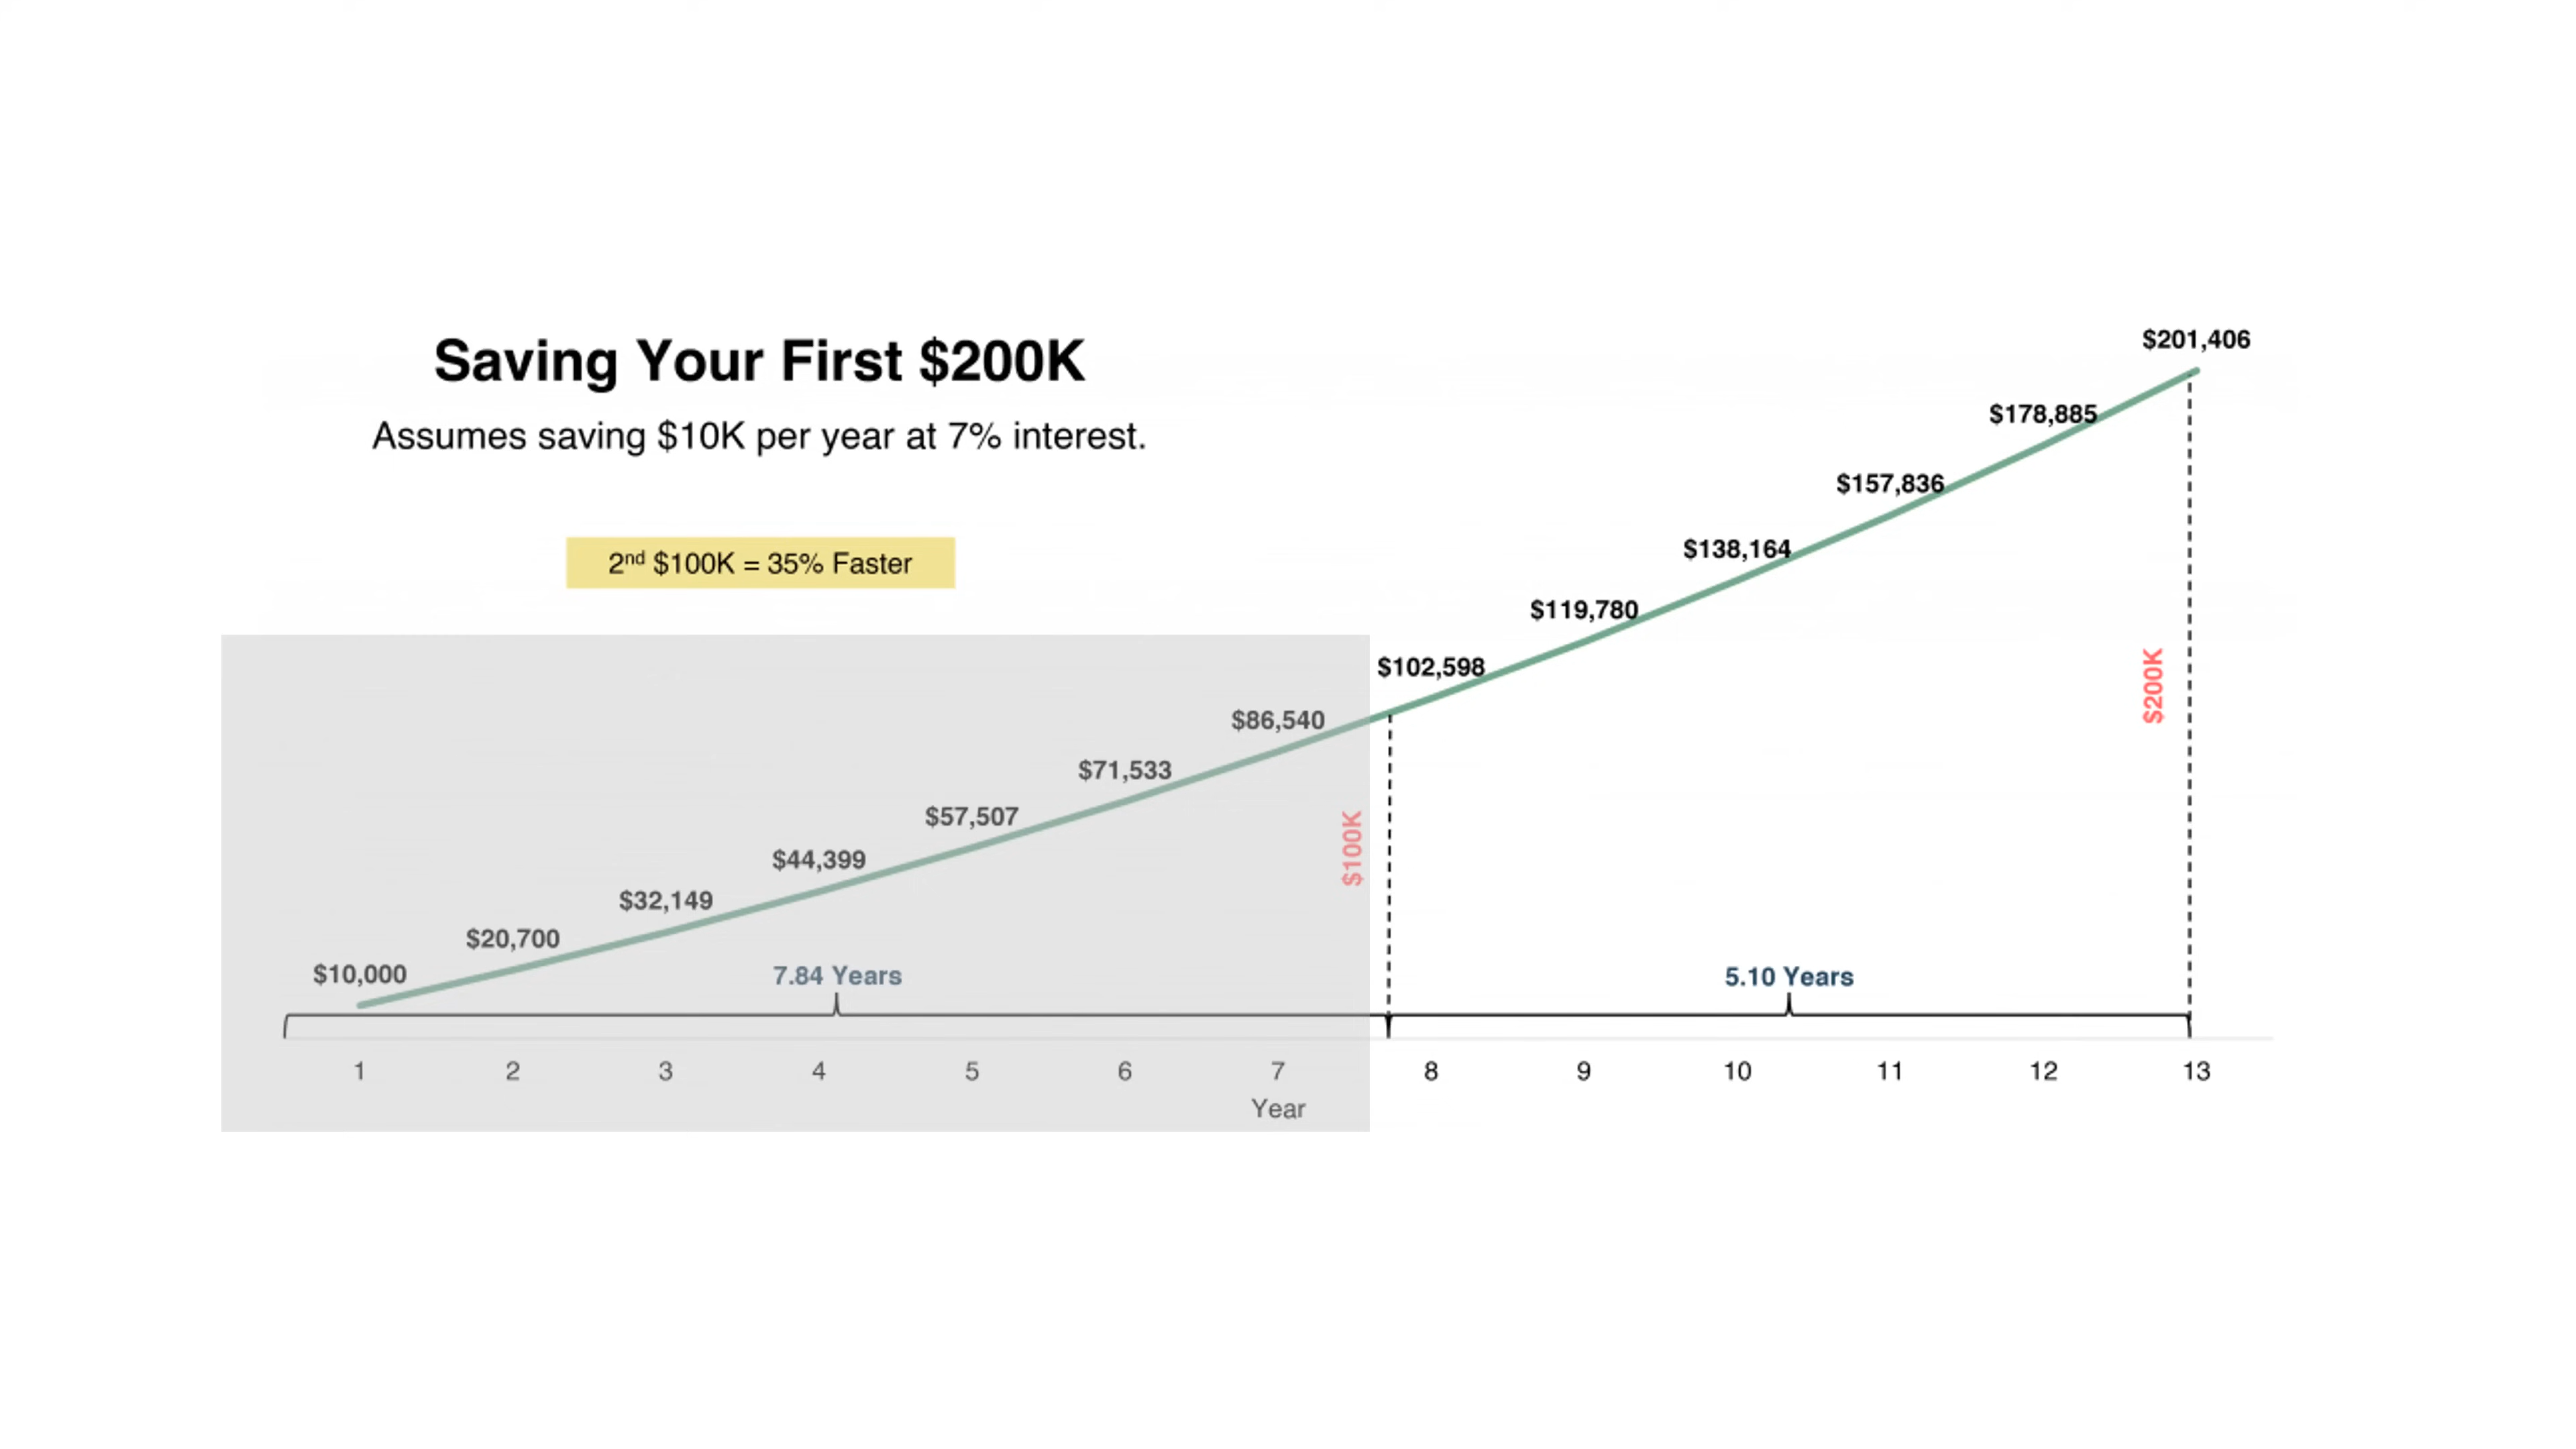 Saving Your First $200K
Assumes saving $10K per year at 7% interest.
2nd $100K = 35% Faster
$10,000
$20,700
$32,149
$44,399
$57,507
$71,533
$86,540
$102,598
$119,780
$138,164
$157,836
$178,885
$201,406
$100K
$200K
7.84 Years
5.10 Years
1 2 3 4 5 6 7 8 9 10 11 12 13
Year